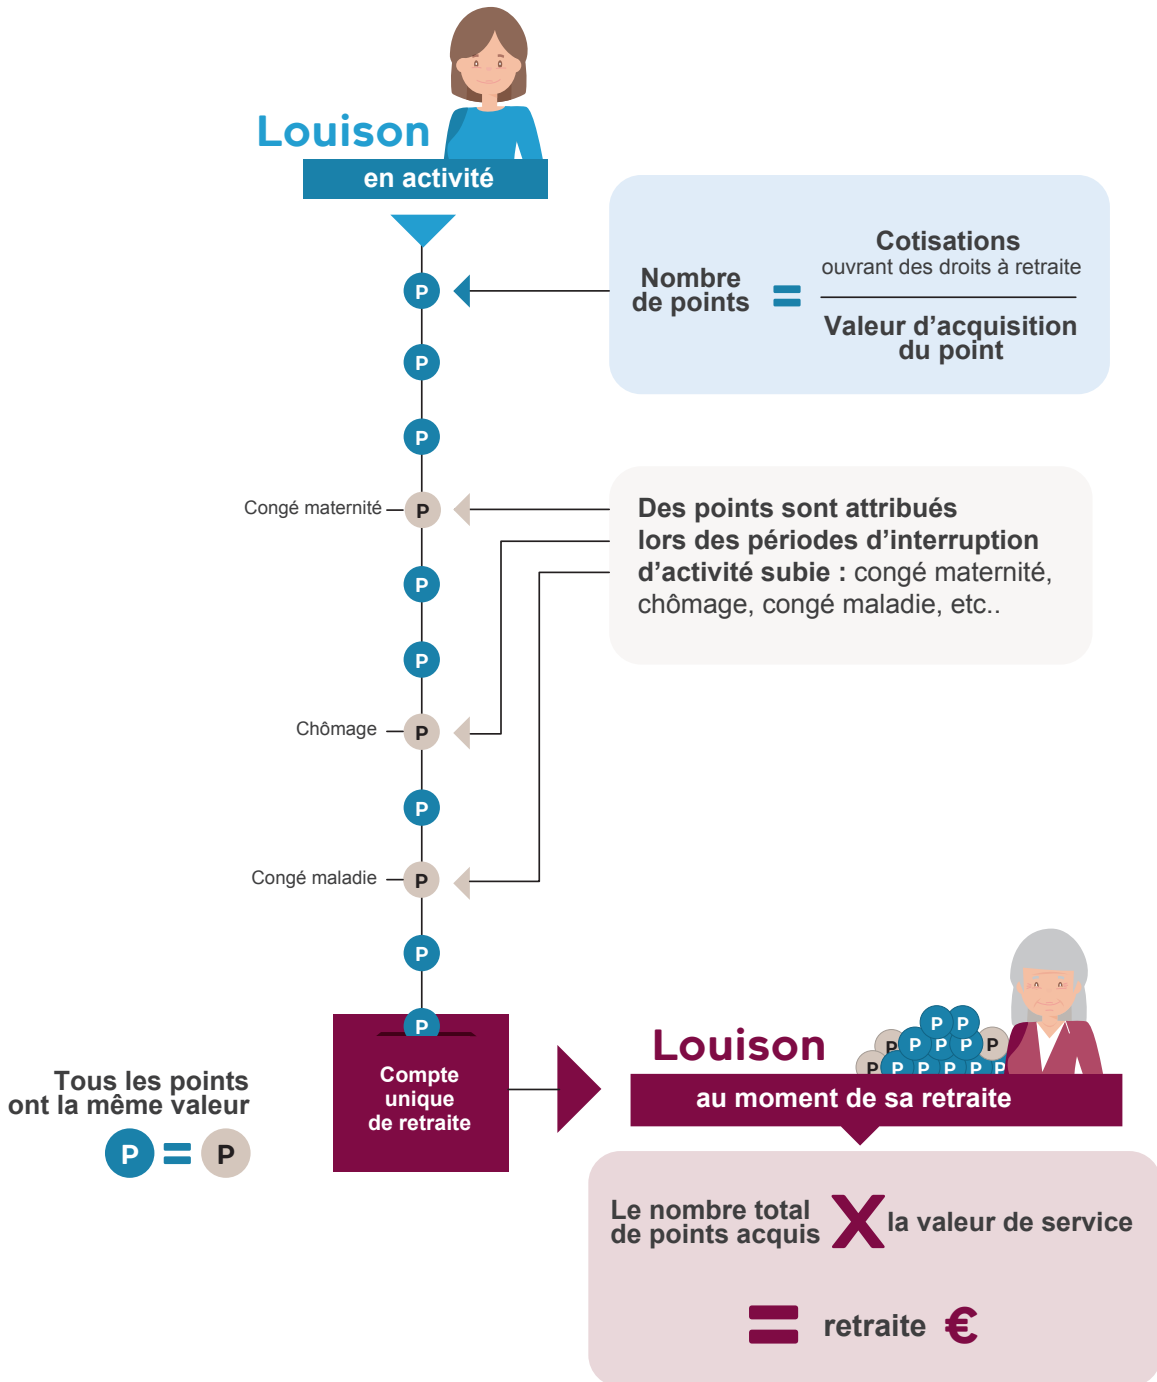 Louison
en activité
Nombre
de points
=
Cotisations
ouvrant des droits à retraite
Valeur d’acquisition
du point
P
P
P
Congé maternité
P
Des points sont attribués
lors des périodes d’interruption
d’activité subie : congé maternité,
chômage, congé maladie, etc..
P
P
Chômage
P
P
Congé maladie
P
P
P
Compte
unique
de retraite
Tous les points
ont la même valeur
P = P
Louison
P P
P P P P P
P P P P P P
au moment de sa retraite
Le nombre total
de points acquis
X
la valeur de service
= retraite €